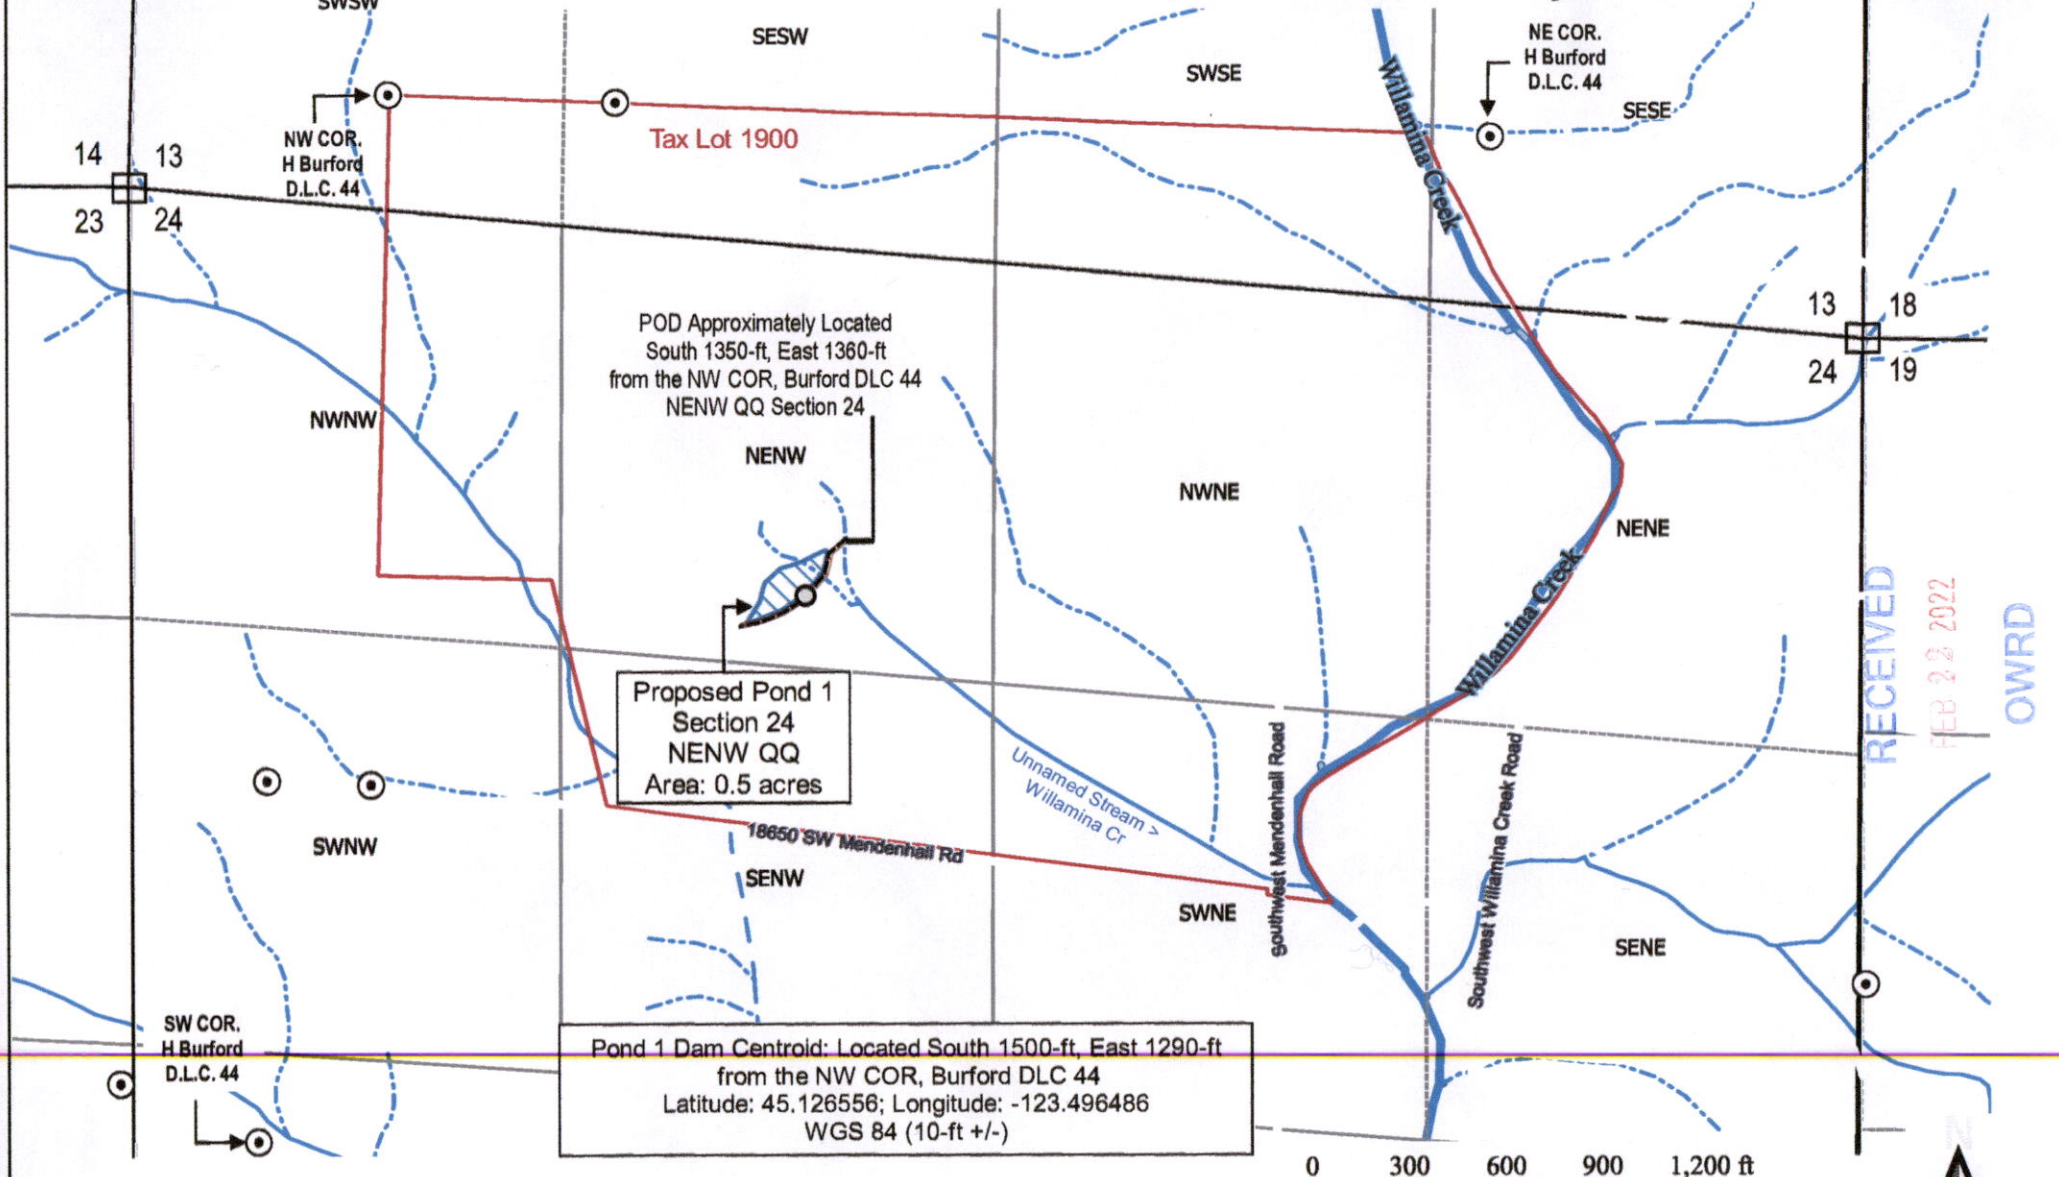 SWSW
SESW
SWSE
NE COR.
H Burford
D.L.C. 44
SESE
Willamina Creek
NW COR.
H Burford
D.L.C. 44
Tax Lot 1900
14 13
23 24
13 18
24 19
POD Approximately Located
South 1350-ft, East 1360-ft
from the NW COR, Burford DLC 44
NENW QQ Section 24
NWNW
NENW
NWNE
NENE
Willamina Creek
RECEIVED
FEB 22 2022
OWRD
Proposed Pond 1
Section 24
NENW QQ
Area: 0.5 acres
Unnamed Stream >
Willamina Cr
Southwest Mendenhall Road
Southwest Willamina Creek Road
18650 SW Mendenhall Rd
SWNW
SENW
SWNE
SENE
SW COR.
H Burford
D.L.C. 44
Pond 1 Dam Centroid: Located South 1500-ft, East 1290-ft
from the NW COR, Burford DLC 44
Latitude: 45.126556; Longitude: -123.496486
WGS 84 (10-ft +/-)
0 300 600 900 1,200 ft
N